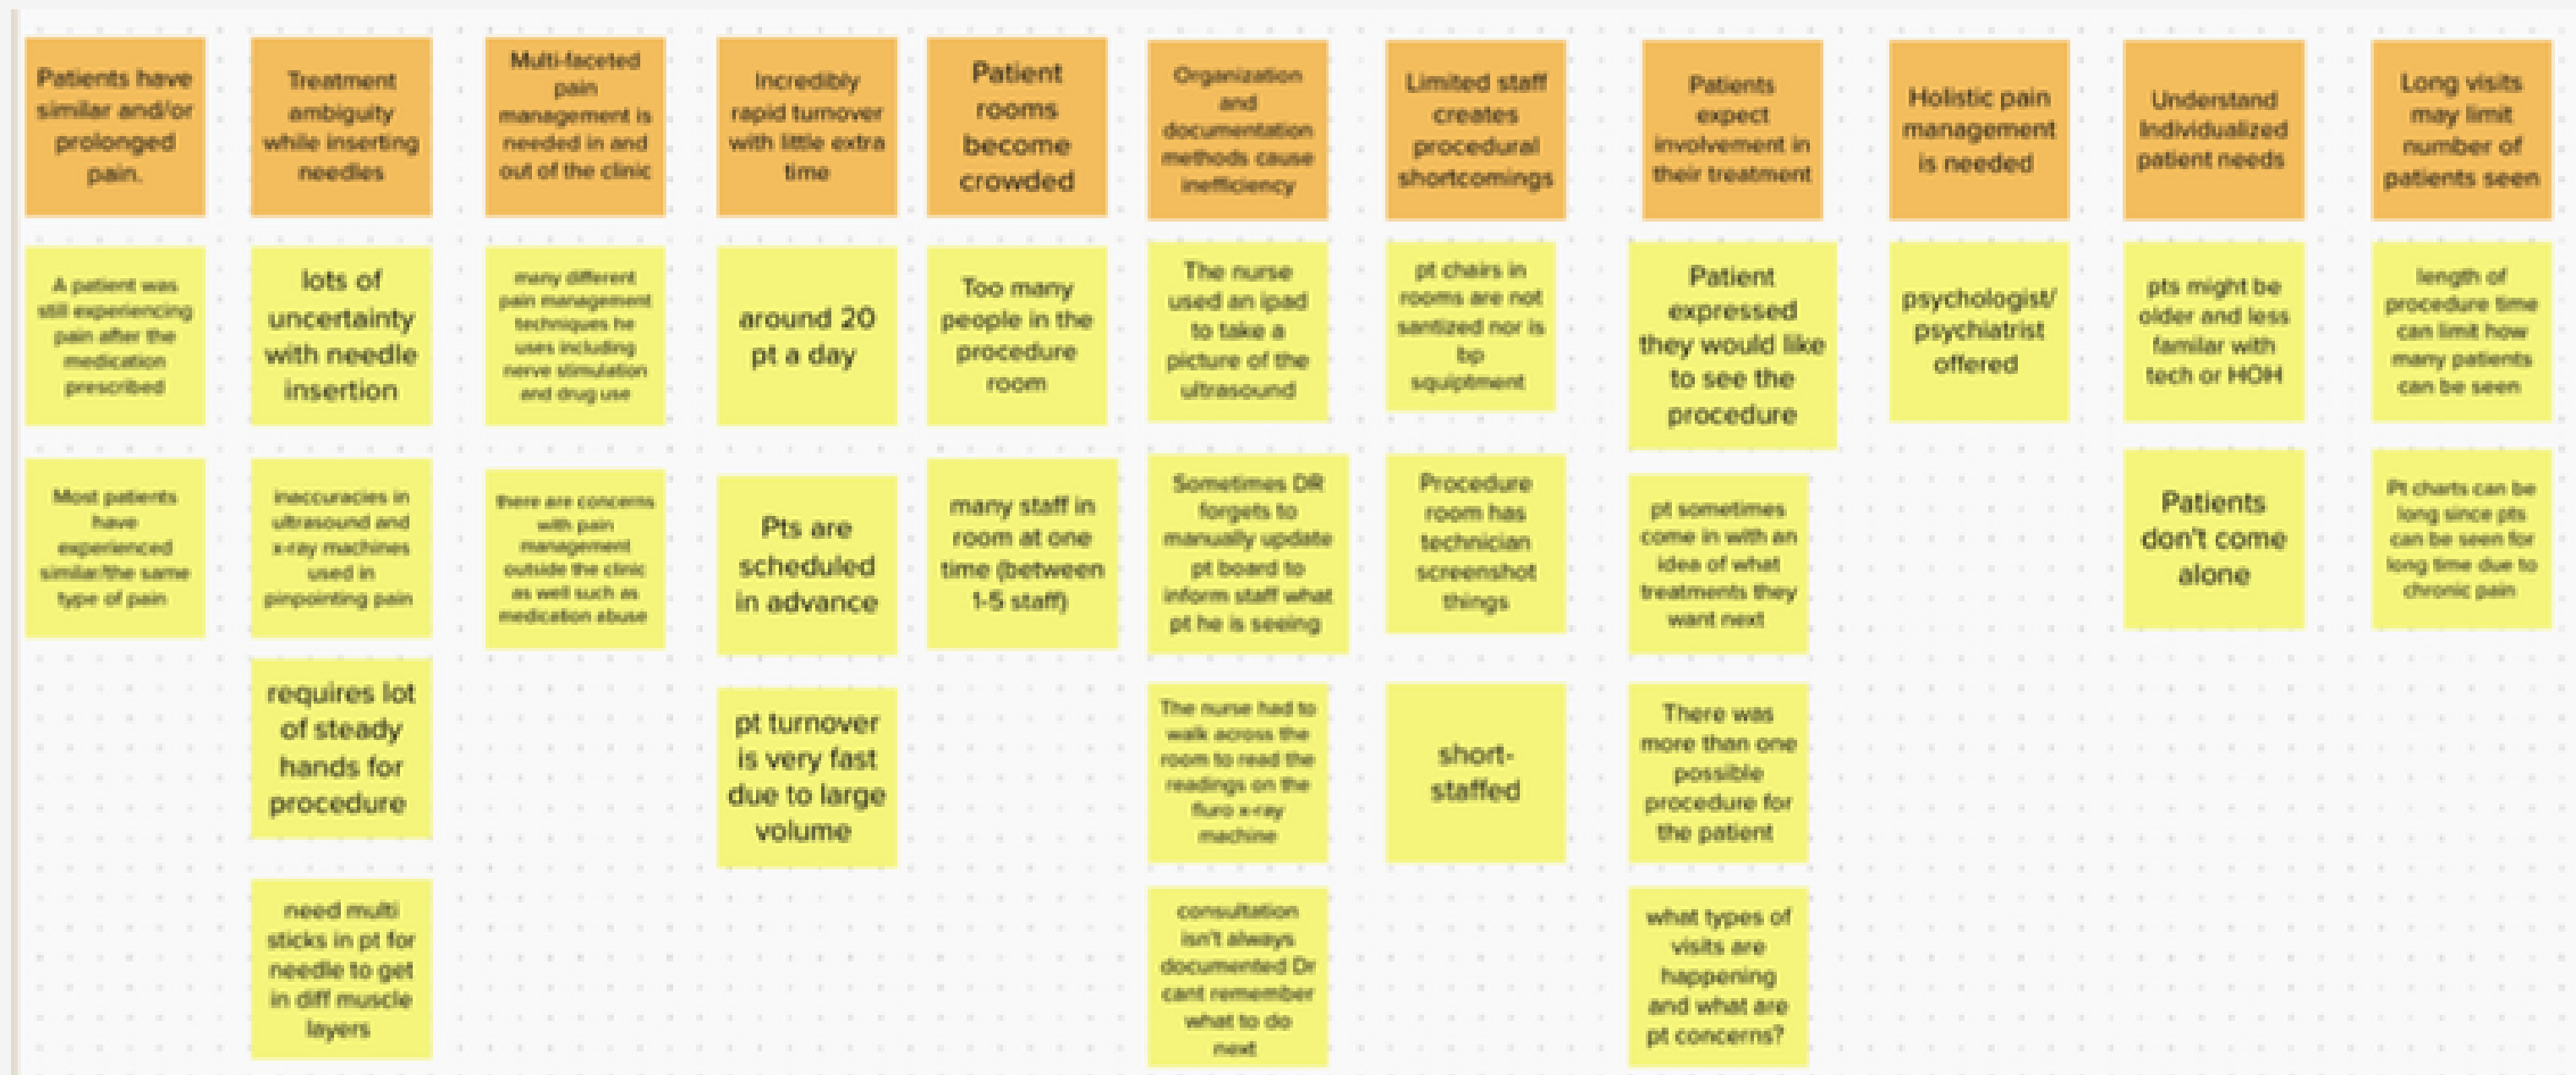 Patients have
similar and/or
prolonged
pain.
Treatment
ambiguity
while inserting
needles
Multi-faceted
pain
management is
needed in and
out of the clinic
Incredibly
rapid turnover
with little extra
time
Patient
rooms
become
crowded
Organization
and
documentation
methods cause
inefficiency
Limited staff
creates
procedural
shortcomings
Patients
expect
involvement in
their treatment
Holistic pain
management
is needed
Understand
Individualized
patient needs
Long visits
may limit
number of
patients seen
A patient was
still experiencing
pain after the
medication
prescribed
lots of
uncertainty
with needle
insertion
many different
pain management
techniques he
uses including
nerve stimulation
and drug use
around 20
pt a day
Too many
people in the
procedure
room
The nurse
used an ipad
to take a
picture of the
ultrasound
pt chairs in
rooms are not
santized nor is
bp
squiptment
Patient
expressed
they would like
to see the
procedure
psychologist/
psychiatrist
offered
pts might be
older and less
familar with
tech or HOH
length of
procedure time
can limit how
many patients
can be seen
Most patients
have
experienced
similar/the same
type of pain
inaccuracies in
ultrasound and
x-ray machines
used in
pinpointing pain
there are concerns
with pain
management
outside the clinic
as well such as
medication abuse
Pts are
scheduled
in advance
many staff in
room at one
time (between
1-5 staff)
Sometimes DR
forgets to
manually update
pt board to
inform staff what
pt he is seeing
Procedure
room has
technician
screenshot
things
pt sometimes
come in with an
idea of what
treatments they
want next
Patients
don't come
alone
Pt charts can be
long since pts
can be seen for
long time due to
chronic pain
requires lot
of steady
hands for
procedure
pt turnover
is very fast
due to large
volume
The nurse had to
walk across the
room to read the
readings on the
fluro x-ray
machine
short-
staffed
There was
more than one
possible
procedure for
the patient
need multi
sticks in pt for
needle to get
in diff muscle
layers
consultation
isn't always
documented Dr
cant remember
what to do
next
what types of
visits are
happening
and what are
pt concerns?